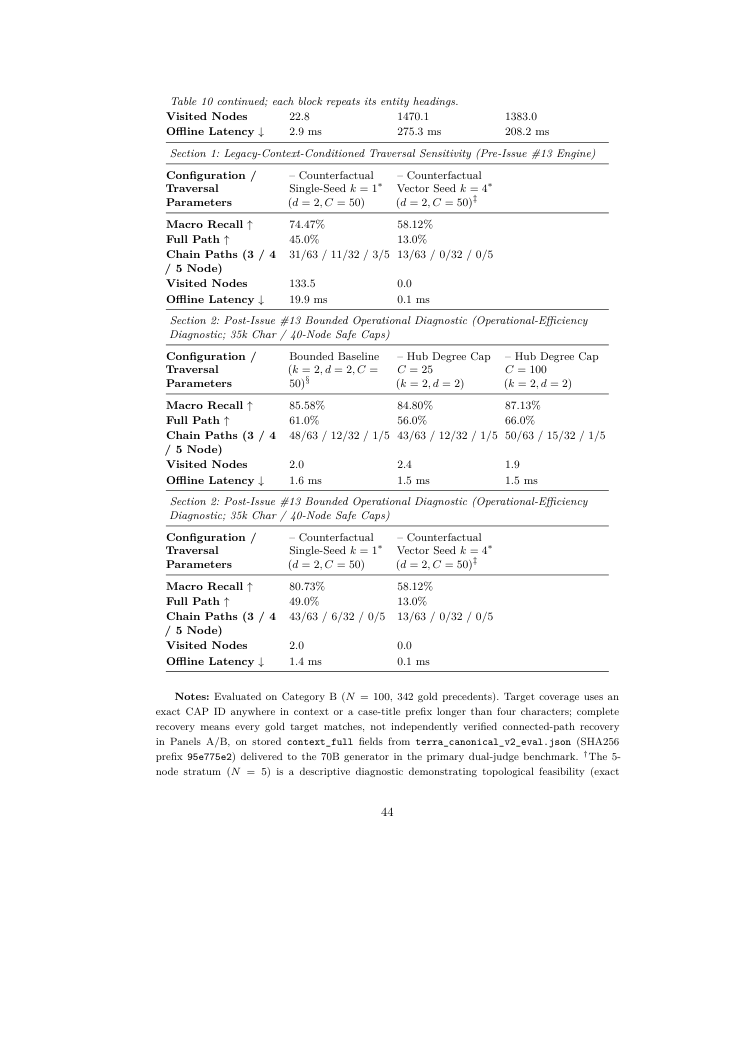 Table 10 continued; each block repeats its entity headings.
Visited Nodes 22.8 1470.1 1383.0
Offline Latency ↓ 2.9 ms 275.3 ms 208.2 ms
Section 1: Legacy-Context-Conditioned Traversal Sensitivity (Pre-Issue #13 Engine)
Configuration / – Counterfactual – Counterfactual
Traversal Single-Seed k = 1* Vector Seed k = 4*
Parameters (d = 2, C = 50) (d = 2, C = 50)‡
Macro Recall ↑ 74.47% 58.12%
Full Path ↑ 45.0% 13.0%
Chain Paths (3 / 4 31/63 / 11/32 / 3/5 13/63 / 0/32 / 0/5
/ 5 Node)
Visited Nodes 133.5 0.0
Offline Latency ↓ 19.9 ms 0.1 ms
Section 2: Post-Issue #13 Bounded Operational Diagnostic (Operational-Efficiency
Diagnostic; 35k Char / 40-Node Safe Caps)
Configuration / Bounded Baseline – Hub Degree Cap – Hub Degree Cap
Traversal (k = 2, d = 2, C = C = 25 C = 100
Parameters 50)§ (k = 2, d = 2) (k = 2, d = 2)
Macro Recall ↑ 85.58% 84.80% 87.13%
Full Path ↑ 61.0% 56.0% 66.0%
Chain Paths (3 / 4 48/63 / 12/32 / 1/5 43/63 / 12/32 / 1/5 50/63 / 15/32 / 1/5
/ 5 Node)
Visited Nodes 2.0 2.4 1.9
Offline Latency ↓ 1.6 ms 1.5 ms 1.5 ms
Section 2: Post-Issue #13 Bounded Operational Diagnostic (Operational-Efficiency
Diagnostic; 35k Char / 40-Node Safe Caps)
Configuration / – Counterfactual – Counterfactual
Traversal Single-Seed k = 1* Vector Seed k = 4*
Parameters (d = 2, C = 50) (d = 2, C = 50)‡
Macro Recall ↑ 80.73% 58.12%
Full Path ↑ 49.0% 13.0%
Chain Paths (3 / 4 43/63 / 6/32 / 0/5 13/63 / 0/32 / 0/5
/ 5 Node)
Visited Nodes 2.0 0.0
Offline Latency ↓ 1.4 ms 0.1 ms
Notes: Evaluated on Category B (N = 100, 342 gold precedents). Target coverage uses an
exact CAP ID anywhere in context or a case-title prefix longer than four characters; complete
recovery means every gold target matches, not independently verified connected-path recovery
in Panels A/B, on stored context_full fields from terra_canonical_v2_eval.json (SHA256
prefix 95e775e2) delivered to the 70B generator in the primary dual-judge benchmark. †The 5-
node stratum (N = 5) is a descriptive diagnostic demonstrating topological feasibility (exact
44